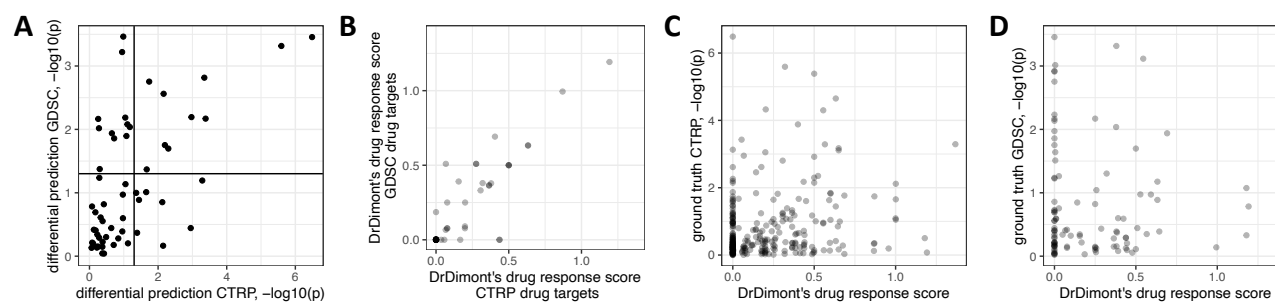 A
differential prediction GDSC, −log10(p)
3
2
1
0
0
2
4
6
differential prediction CTRP, −log10(p)
B
DrDimont's drug response score
GDSC drug targets
1.0
0.5
0.0
0.0
0.5
1.0
DrDimont's drug response score
CTRP drug targets
C
ground truth CTRP, −log10(p)
6
4
2
0
0.0
0.5
1.0
DrDimont's drug response score
D
ground truth GDSC, −log10(p)
3
2
1
0
0.0
0.5
1.0
DrDimont's drug response score